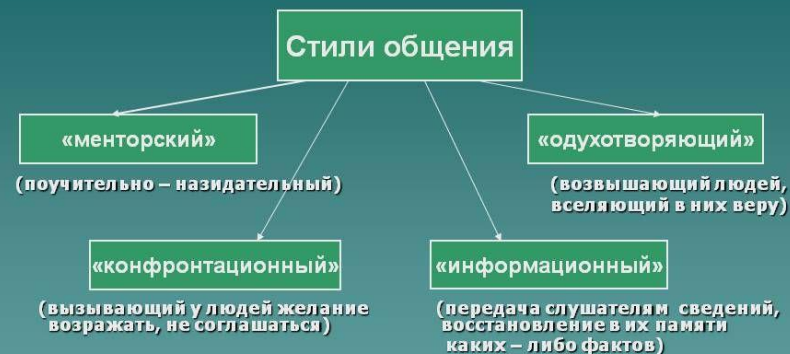 Стили общения
«менторский»
(поучительно – назидательный)
«одухотворяющий»
(возвышающий людей,
вселяющий в них веру)
«конфронтационный»
(вызывающий у людей желание
возражать, не соглашаться)
«информационный»
(передача слушателям сведений,
восстановление в их памяти
каких – либо фактов)